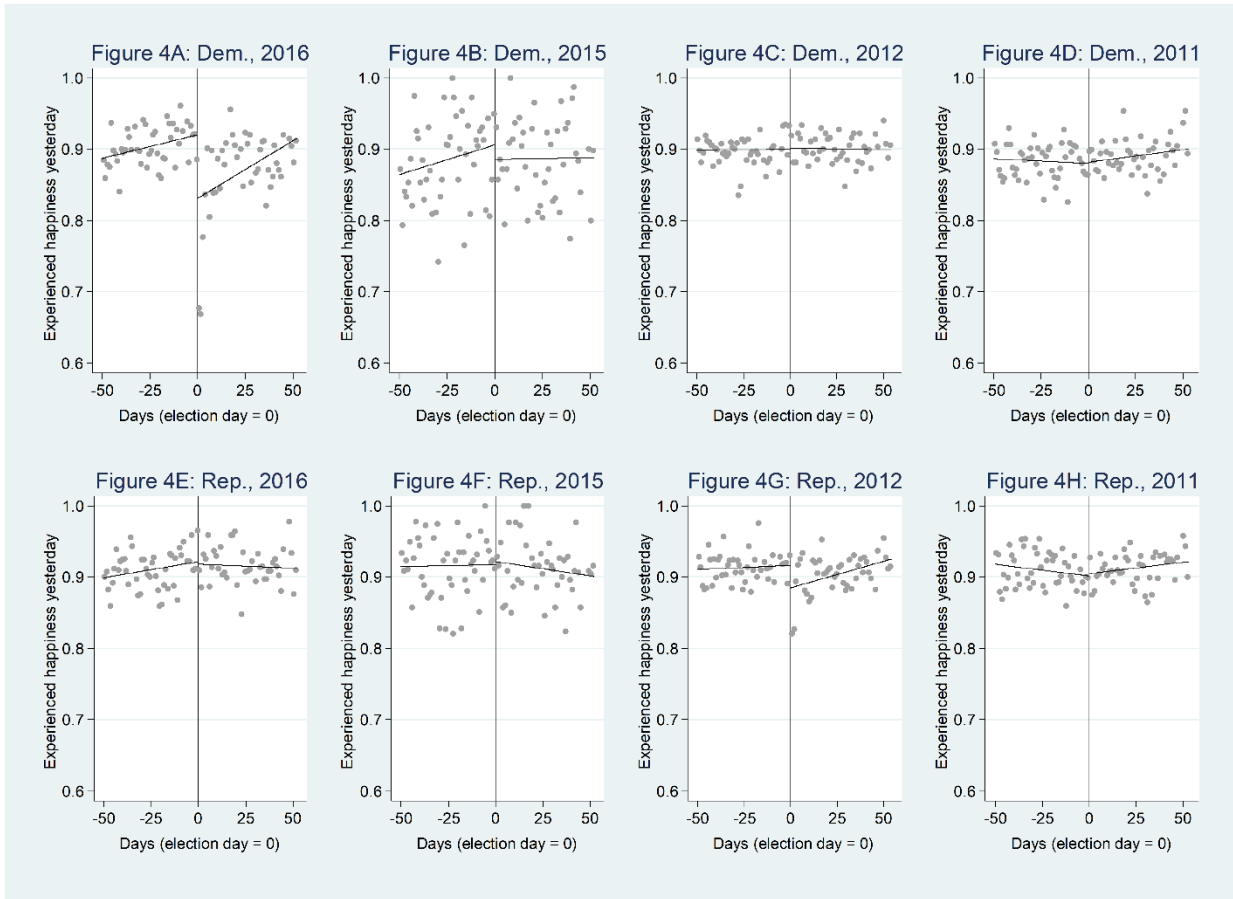 Figure 4A: Dem., 2016
Figure 4B: Dem., 2015
Figure 4C: Dem., 2012
Figure 4D: Dem., 2011
Experienced happiness yesterday
1.0
0.9
0.8
0.7
0.6
-50 -25 0 25 50
Days (election day = 0)
Experienced happiness yesterday
1.0
0.9
0.8
0.7
0.6
-50 -25 0 25 50
Days (election day = 0)
Experienced happiness yesterday
1.0
0.9
0.8
0.7
0.6
-50 -25 0 25 50
Days (election day = 0)
Experienced happiness yesterday
1.0
0.9
0.8
0.7
0.6
-50 -25 0 25 50
Days (election day = 0)
Figure 4E: Rep., 2016
Figure 4F: Rep., 2015
Figure 4G: Rep., 2012
Figure 4H: Rep., 2011
Experienced happiness yesterday
1.0
0.9
0.8
0.7
0.6
-50 -25 0 25 50
Days (election day = 0)
Experienced happiness yesterday
1.0
0.9
0.8
0.7
0.6
-50 -25 0 25 50
Days (election day = 0)
Experienced happiness yesterday
1.0
0.9
0.8
0.7
0.6
-50 -25 0 25 50
Days (election day = 0)
Experienced happiness yesterday
1.0
0.9
0.8
0.7
0.6
-50 -25 0 25 50
Days (election day = 0)